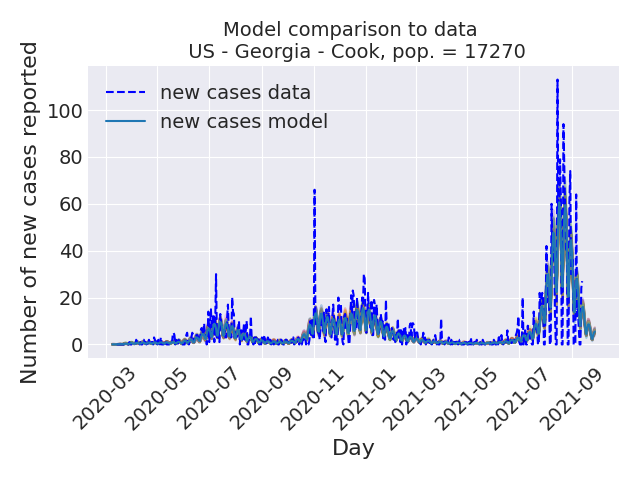 Model comparison to data
US - Georgia - Cook, pop. = 17270
Number of new cases reported
100
80
60
40
20
0
new cases data
new cases model
2020-03
2020-05
2020-07
2020-09
2020-11
2021-01
2021-03
2021-05
2021-07
2021-09
Day